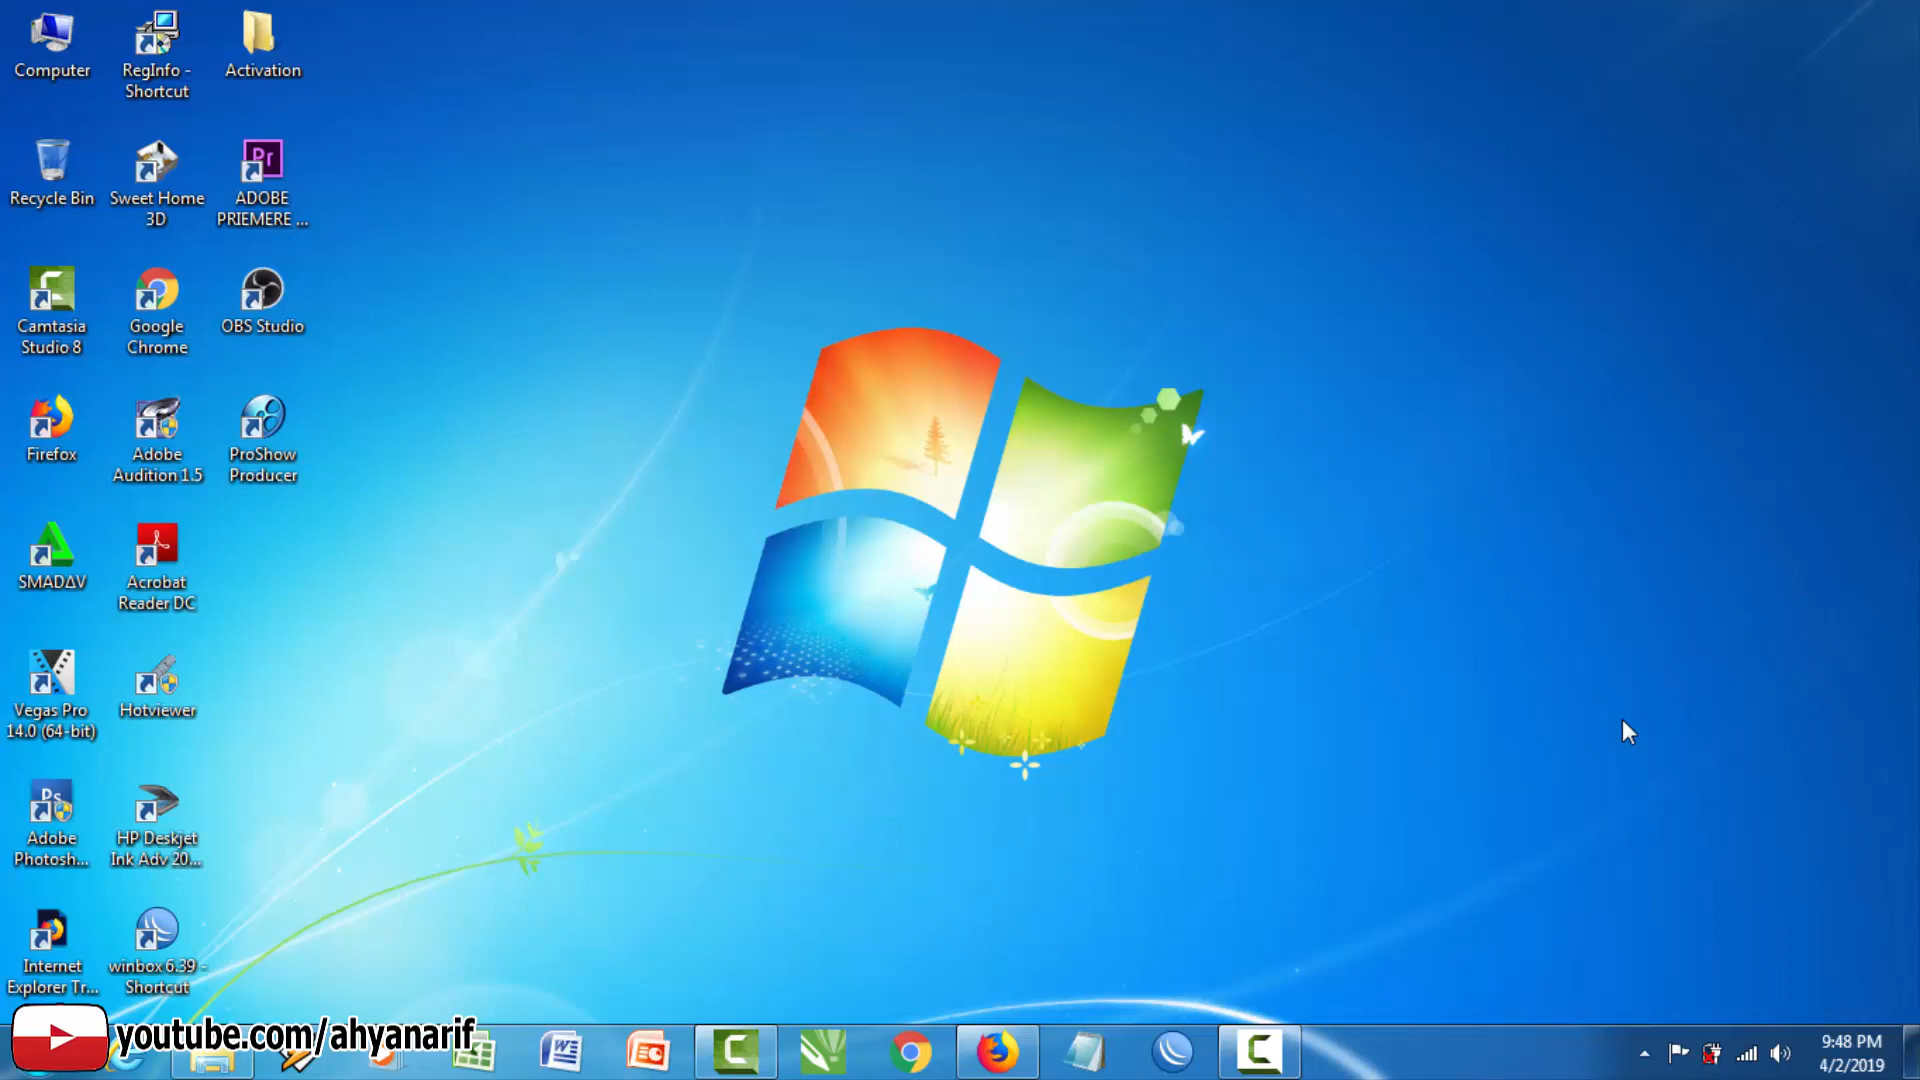 Computer
RegInfo -
Shortcut
Activation
Recycle Bin
Sweet Home
3D
Pr
ADOBE
PRIEMERE ...
Camtasia
Studio 8
Google
Chrome
OBS Studio
Firefox
Adobe
Audition 1.5
ProShow
Producer
SMADΔV
Acrobat
Reader DC
Vegas Pro
14.0 (64-bit)
Hotviewer
Ps
Adobe
Photosh...
HP Deskjet
Ink Adv 20...
Internet
Explorer Tr...
winbox 6.39 -
Shortcut
youtube.com/ahyanarif
9:48 PM
4/2/2019